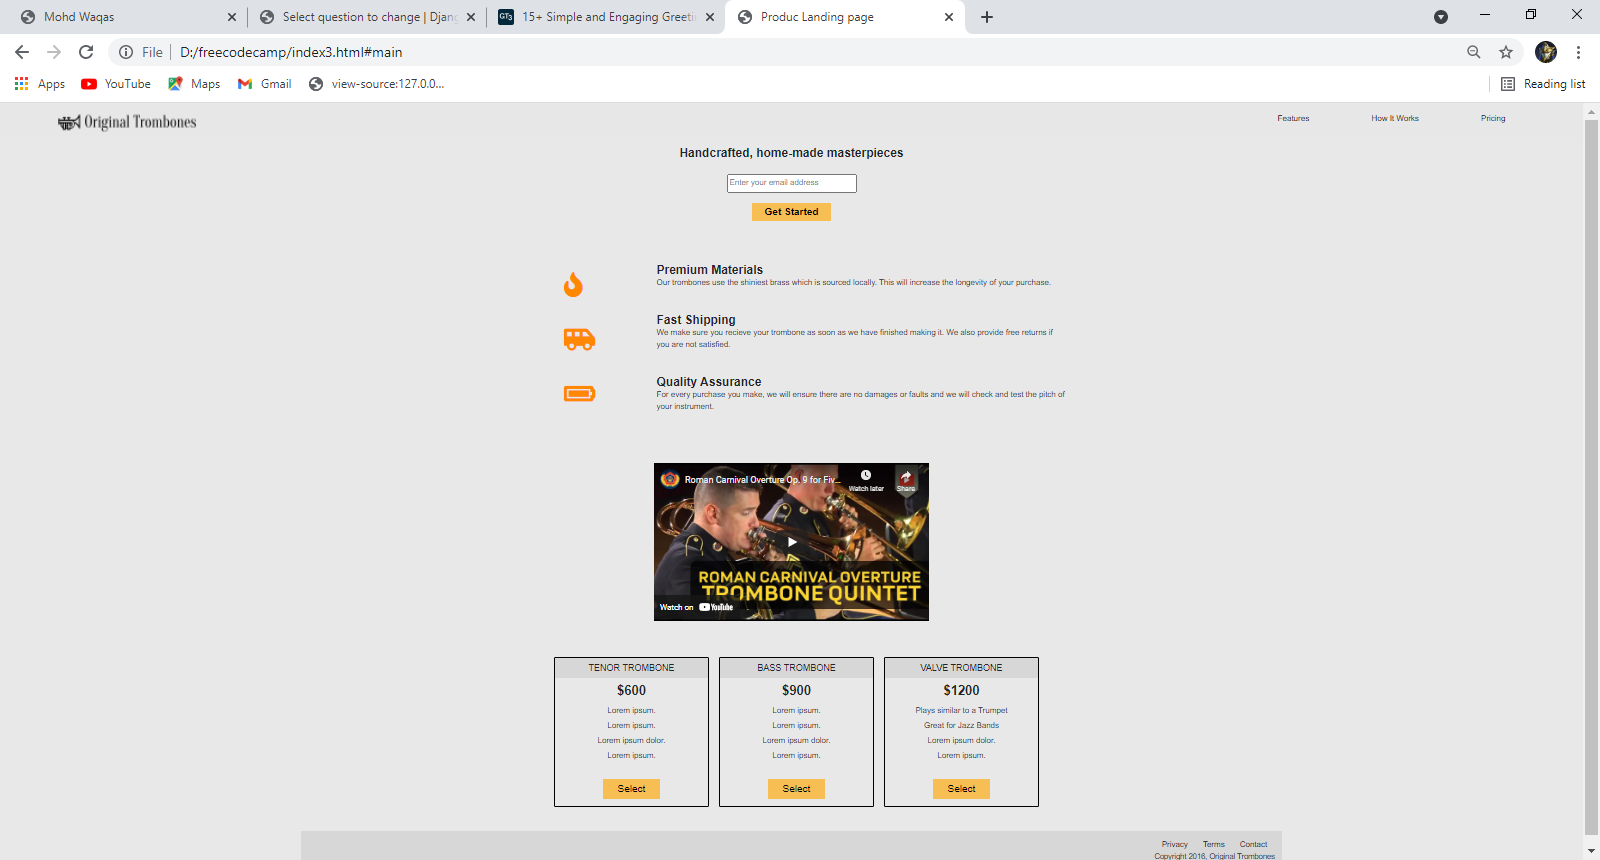 Mohd Waqas
Select question to change | Djang
15+ Simple and Engaging Greeti
Produc Landing page
File
D:/freecodecamp/index3.html#main
Apps
YouTube
Maps
Gmail
view-source:127.0.0...
Reading list
Original Trombones
Features
How It Works
Pricing
Handcrafted, home-made masterpieces
Enter your email address
Get Started
Premium Materials
Our trombones use the shiniest brass which is sourced locally. This will increase the longevity of your purchase.
Fast Shipping
We make sure you recieve your trombone as soon as we have finished making it. We also provide free returns if
you are not satisfied.
Quality Assurance
For every purchase you make, we will ensure there are no damages or faults and we will check and test the pitch of
your instrument.
Roman Carnival Overture Op. 9 for Fiv...
Watch later
Share
ROMAN CARNIVAL OVERTURE
TROMBONE QUINTET
Watch on YouTube
TENOR TROMBONE
$600
Lorem ipsum.
Lorem ipsum.
Lorem ipsum dolor.
Lorem ipsum.
Select
BASS TROMBONE
$900
Lorem ipsum.
Lorem ipsum.
Lorem ipsum dolor.
Lorem ipsum.
Select
VALVE TROMBONE
$1200
Plays similar to a Trumpet
Great for Jazz Bands
Lorem ipsum dolor.
Lorem ipsum.
Select
Privacy
Terms
Contact
Copyright 2016, Original Trombones